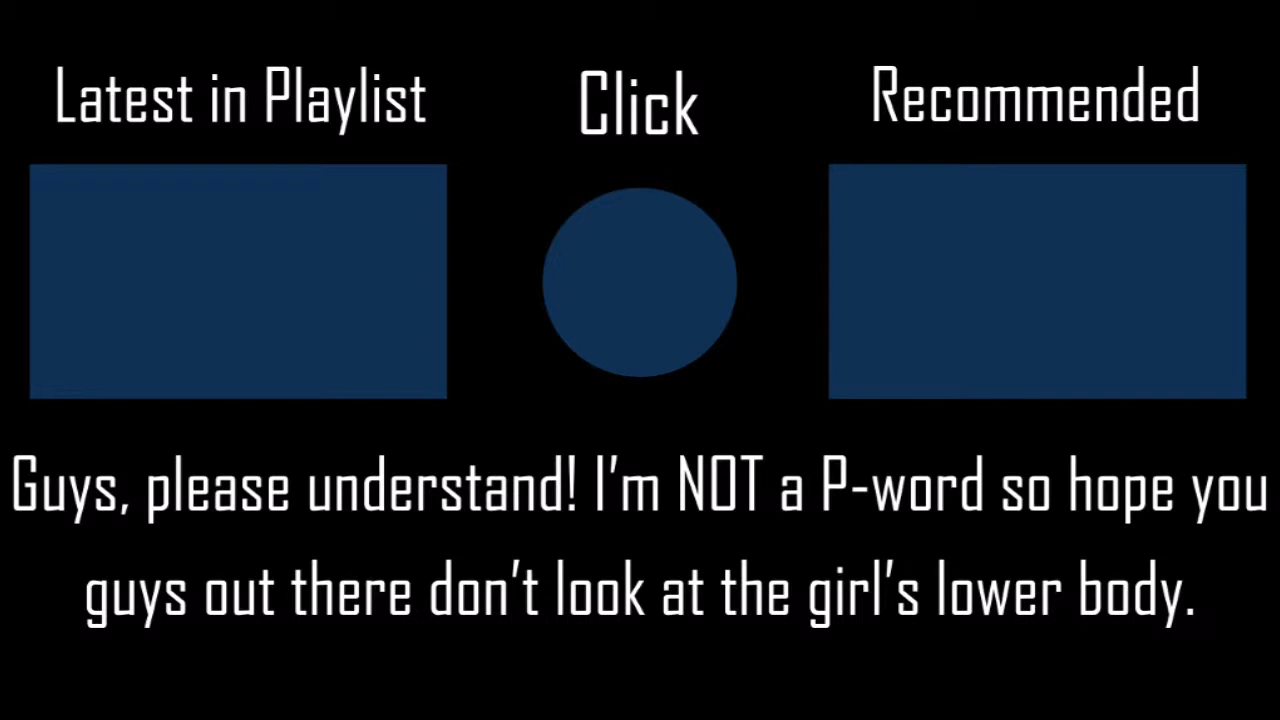 Latest in Playlist
Click
Recommended
Guys, please understand! I'm NOT a P-word so hope you
guys out there don't look at the girl's lower body.